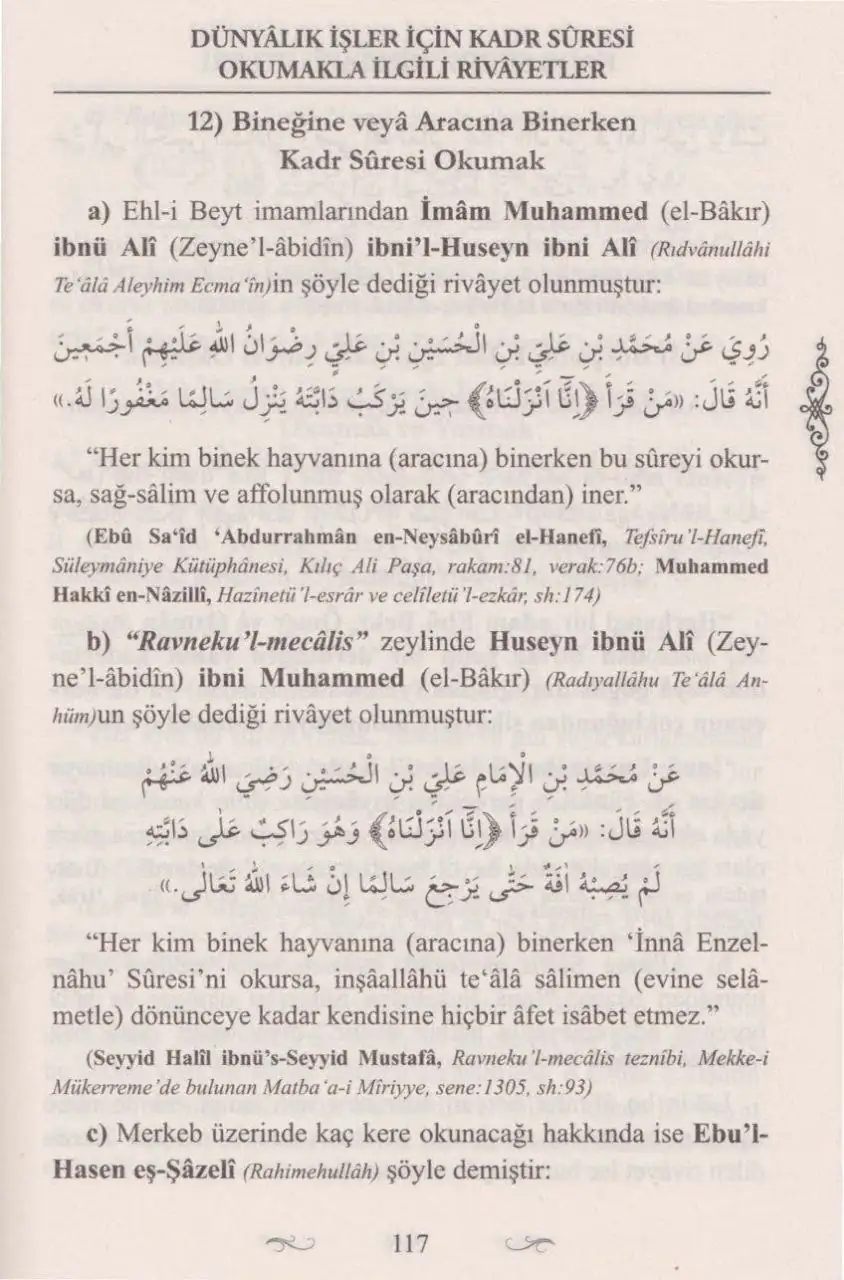 DÜNYÂLIK İŞLER İÇİN KADR SÛRESİ
OKUMAKLA İLGİLİ RİVÂYETLER
12) Bineğine veyâ Aracına Binerken
Kadr Sûresi Okumak
a) Ehl-i Beyt imamlarından İmâm Muhammed (el-Bâkır)
ibnü Alî (Zeyne’l-âbidîn) ibni’l-Huseyn ibni Alî (Rıdvânullâhi
Te‘âlâ Aleyhim Ecma‘în)in şöyle dediği rivâyet olunmuştur:
رُوِيَ عَنْ مُحَمَّدِ بْنِ عَلِيِّ بْنِ الْحُسَيْنِ بْنِ عَلِيٍّ رِضْوَانُ اللهِ عَلَيْهِمْ أَجْمَعِينَ
أَنَّهُ قَالَ: «مَنْ قَرَأَ ﴿اِنَّٓا اَنْزَلْنَاهُ﴾ حِينَ يَرْكَبُ دَابَّتَهُ يَنْزِلُ سَالِمًا مَغْفُورًا لَهُ.»
“Her kim binek hayvanına (aracına) binerken bu sûreyi okur-
sa, sağ-sâlim ve affolunmuş olarak (aracından) iner.”
(Ebû Sa‘îd ‘Abdurrahmân en-Neysâbûrî el-Hanefî, Tefsîru’l-Hanefî,
Süleymâniye Kütüphânesi, Kılıç Ali Paşa, rakam:81, verak:76b; Muhammed
Hakkî en-Nâzillî, Hazînetü’l-esrâr ve celîletü’l-ezkâr, sh:174)
b) “Ravneku’l-mecâlis” zeylinde Huseyn ibnü Alî (Zey-
ne’l-âbidîn) ibni Muhammed (el-Bâkır) (Radıyallâhu Te‘âlâ An-
hüm)un şöyle dediği rivâyet olunmuştur:
عَنْ مُحَمَّدِ بْنِ الْإِمَامِ عَلِيِّ بْنِ الْحُسَيْنِ رَضِيَ اللهُ عَنْهُمْ
أَنَّهُ قَالَ: «مَنْ قَرَأَ ﴿اِنَّٓا اَنْزَلْنَاهُ﴾ وَهُوَ رَاكِبٌ عَلَى دَابَّتِهِ
لَمْ يُصِبْهُ اٰفَةٌ حَتَّى يَرْجِعَ سَالِمًا إِنْ شَاءَ اللهُ تَعَالَى.»
“Her kim binek hayvanına (aracına) binerken ‘İnnâ Enzel-
nâhu’ Sûresi’ni okursa, inşâallâhü te‘âlâ sâlimen (evine selâ-
metle) dönünceye kadar kendisine hiçbir âfet isâbet etmez.”
(Seyyid Halîl ibnü’s-Seyyid Mustafâ, Ravneku’l-mecâlis teznîbi, Mekke-i
Mükerreme’de bulunan Matba‘a-i Mîriyye, sene:1305, sh:93)
c) Merkeb üzerinde kaç kere okunacağı hakkında ise Ebu’l-
Hasen eş-Şâzelî (Rahimehullâh) şöyle demiştir:
117